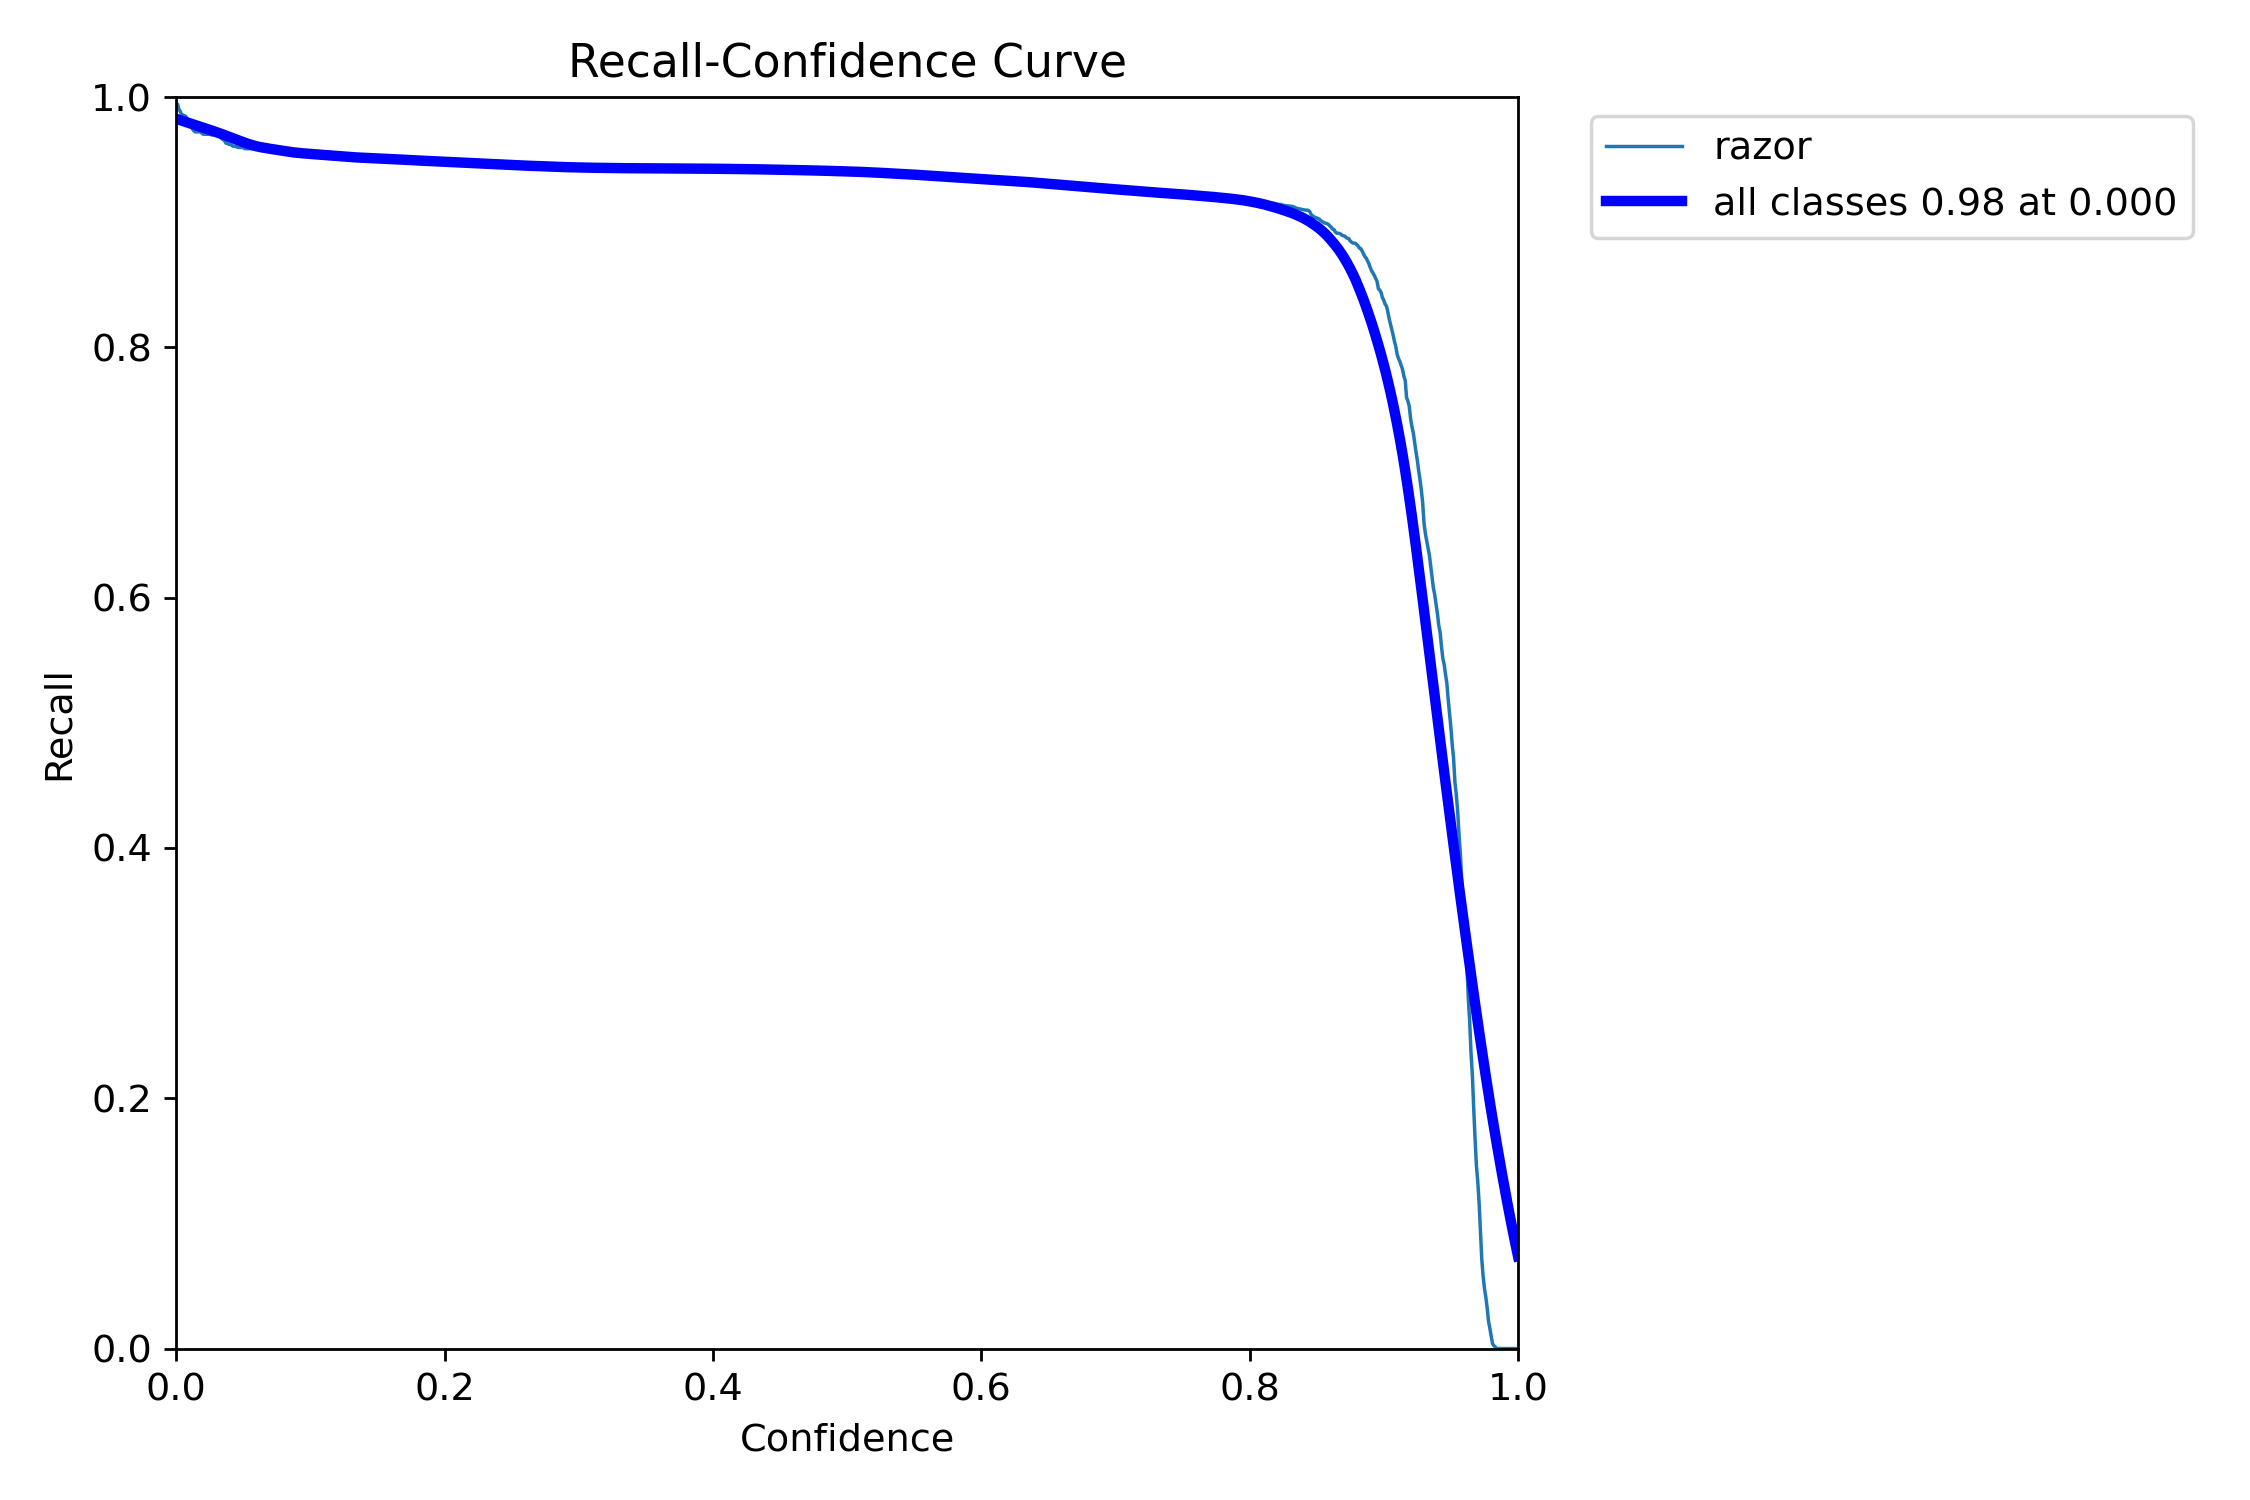 Recall-Confidence Curve
razor
all classes 0.98 at 0.000
1.0
0.8
0.6
0.4
0.2
0.0
Recall
0.0 0.2 0.4 0.6 0.8 1.0
Confidence